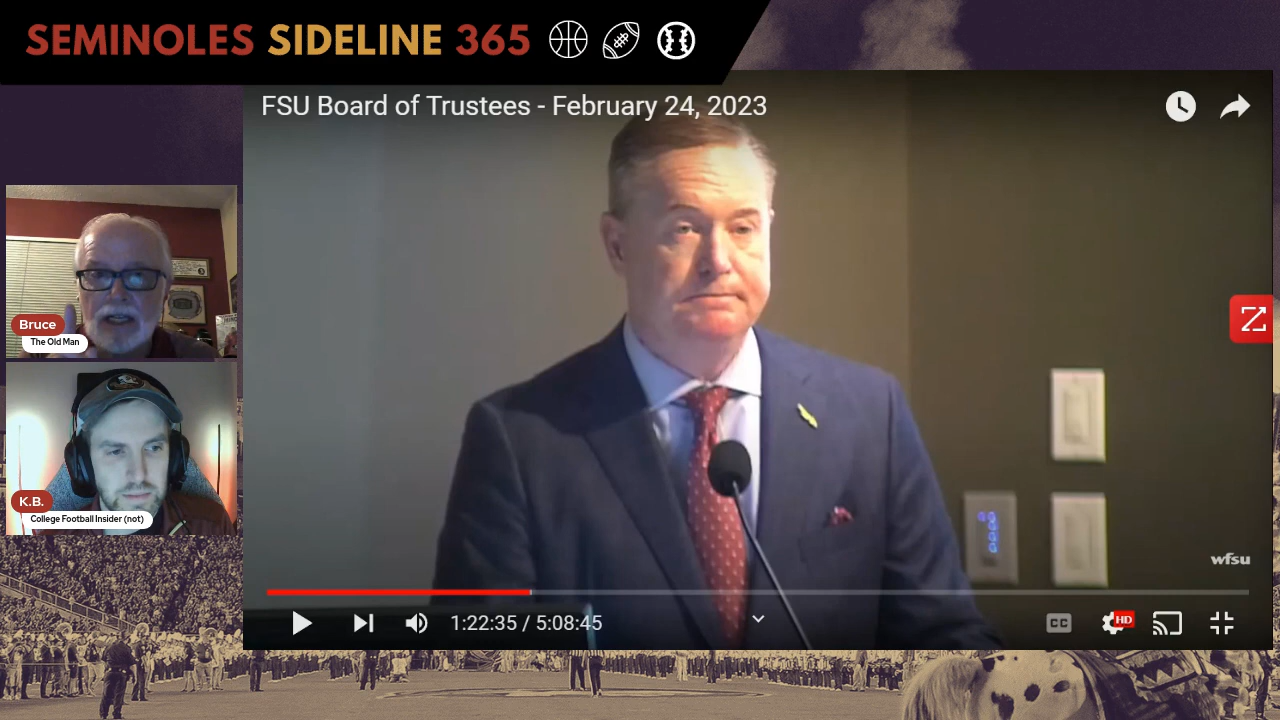 SEMINOLES SIDELINE 365
FSU Board of Trustees - February 24, 2023
Bruce
The Old Man
K.B.
College Football Insider (not)
wfsu
1:22:35 / 5:08:45
CC
HD